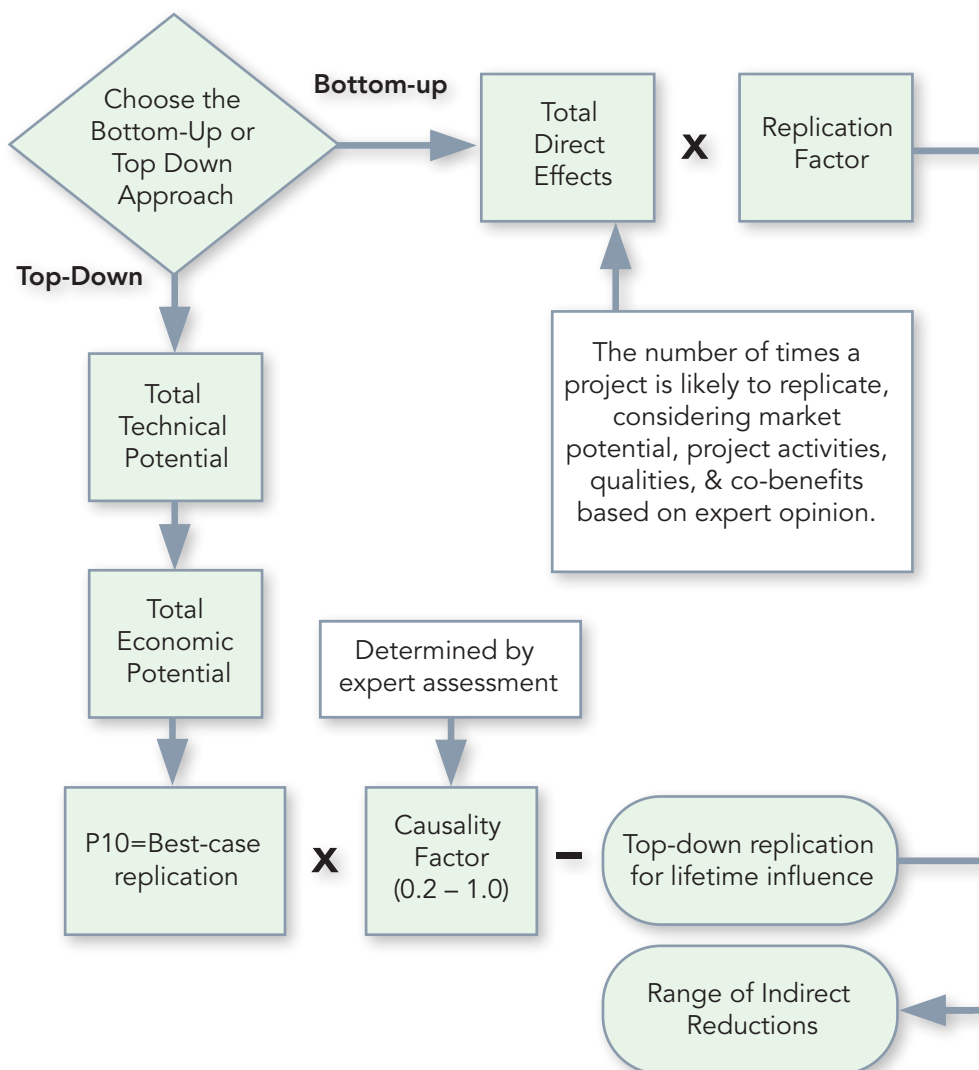 Choose the
Bottom-Up or
Top Down
Approach
Bottom-up
Total
Direct
Effects
x
Replication
Factor
Top-Down
The number of times a
project is likely to replicate,
considering market
potential, project activities,
qualities, & co-benefits
based on expert opinion.
Total
Technical
Potential
Total
Economic
Potential
Determined by
expert assessment
P10=Best-case
replication
x
Causality
Factor
(0.2 – 1.0)
–
Top-down replication
for lifetime influence
Range of Indirect
Reductions